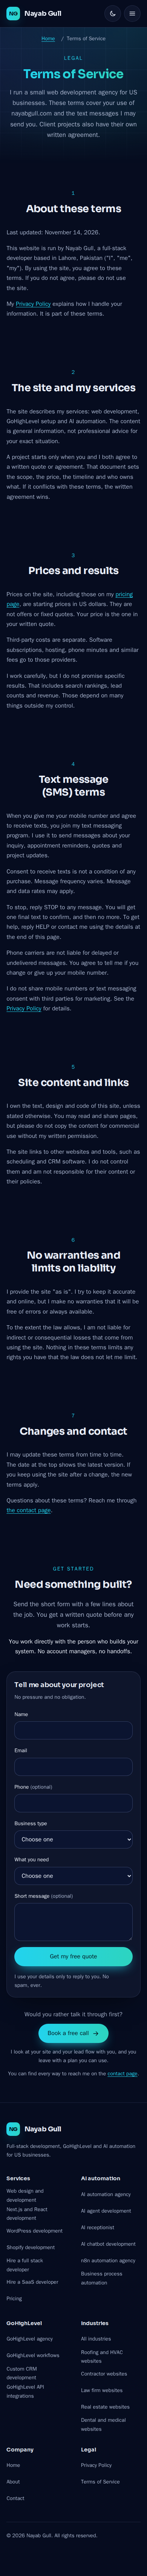 NG Nayab Gull
Home / Terms of Service
LEGAL
Terms of Service
I run a small web development agency for US
businesses. These terms cover your use of
nayabgull.com and the text messages I may
send you. Client projects also have their own
written agreement.
1
About these terms
Last updated: November 14, 2026.
This website is run by Nayab Gull, a full-stack
developer based in Lahore, Pakistan ("I", "me",
"my"). By using the site, you agree to these
terms. If you do not agree, please do not use
the site.
My Privacy Policy explains how I handle your
information. It is part of these terms.
2
The site and my services
The site describes my services: web development,
GoHighLevel setup and AI automation. The content
is general information, not professional advice for
your exact situation.
A project starts only when you and I both agree to
a written quote or agreement. That document sets
the scope, the price, the timeline and who owns
what. If it conflicts with these terms, the written
agreement wins.
3
Prices and results
Prices on the site, including those on my pricing
page, are starting prices in US dollars. They are
not offers or fixed quotes. Your price is the one in
your written quote.
Third-party costs are separate. Software
subscriptions, hosting, phone minutes and similar
fees go to those providers.
I work carefully, but I do not promise specific
results. That includes search rankings, lead
counts and revenue. Those depend on many
things outside my control.
4
Text message
(SMS) terms
When you give me your mobile number and agree
to receive texts, you join my text messaging
program. I use it to send messages about your
inquiry, appointment reminders, quotes and
project updates.
Consent to receive texts is not a condition of any
purchase. Message frequency varies. Message
and data rates may apply.
To stop, reply STOP to any message. You will get
one final text to confirm, and then no more. To get
help, reply HELP or contact me using the details at
the end of this page.
Phone carriers are not liable for delayed or
undelivered messages. You agree to tell me if you
change or give up your mobile number.
I do not share mobile numbers or text messaging
consent with third parties for marketing. See the
Privacy Policy for details.
5
Site content and links
I own the text, design and code of this site, unless
stated otherwise. You may read and share pages,
but please do not copy the content for commercial
use without my written permission.
The site links to other websites and tools, such as
scheduling and CRM software. I do not control
them and am not responsible for their content or
their policies.
6
No warranties and
limits on liability
I provide the site "as is". I try to keep it accurate
and online, but I make no warranties that it will be
free of errors or always available.
To the extent the law allows, I am not liable for
indirect or consequential losses that come from
using the site. Nothing in these terms limits any
rights you have that the law does not let me limit.
7
Changes and contact
I may update these terms from time to time.
The date at the top shows the latest version. If
you keep using the site after a change, the new
terms apply.
Questions about these terms? Reach me through
the contact page.
GET STARTED
Need something built?
Send the short form with a few lines about
the job. You get a written quote before any
work starts.
You work directly with the person who builds your
system. No account managers, no handoffs.
Tell me about your project
No pressure and no obligation.
Name
Email
Phone (optional)
Business type
Choose one
What you need
Choose one
Short message (optional)
Get my free quote
I use your details only to reply to you. No
spam, ever.
Would you rather talk it through first?
Book a free call →
I look at your site and your lead flow with you, and you
leave with a plan you can use.
You can find every way to reach me on the contact page.
NG Nayab Gull
Full-stack development, GoHighLevel and AI automation
for US businesses.
Services
Web design and
development
Next.js and React
development
WordPress development
Shopify development
Hire a full stack
developer
Hire a SaaS developer
Pricing
AI automation
AI automation agency
AI agent development
AI receptionist
AI chatbot development
n8n automation agency
Business process
automation
GoHighLevel
GoHighLevel agency
GoHighLevel workflows
Custom CRM
development
GoHighLevel API
integrations
Industries
All industries
Roofing and HVAC
websites
Contractor websites
Law firm websites
Real estate websites
Dental and medical
websites
Company
Home
About
Contact
Legal
Privacy Policy
Terms of Service
© 2026 Nayab Gull. All rights reserved.